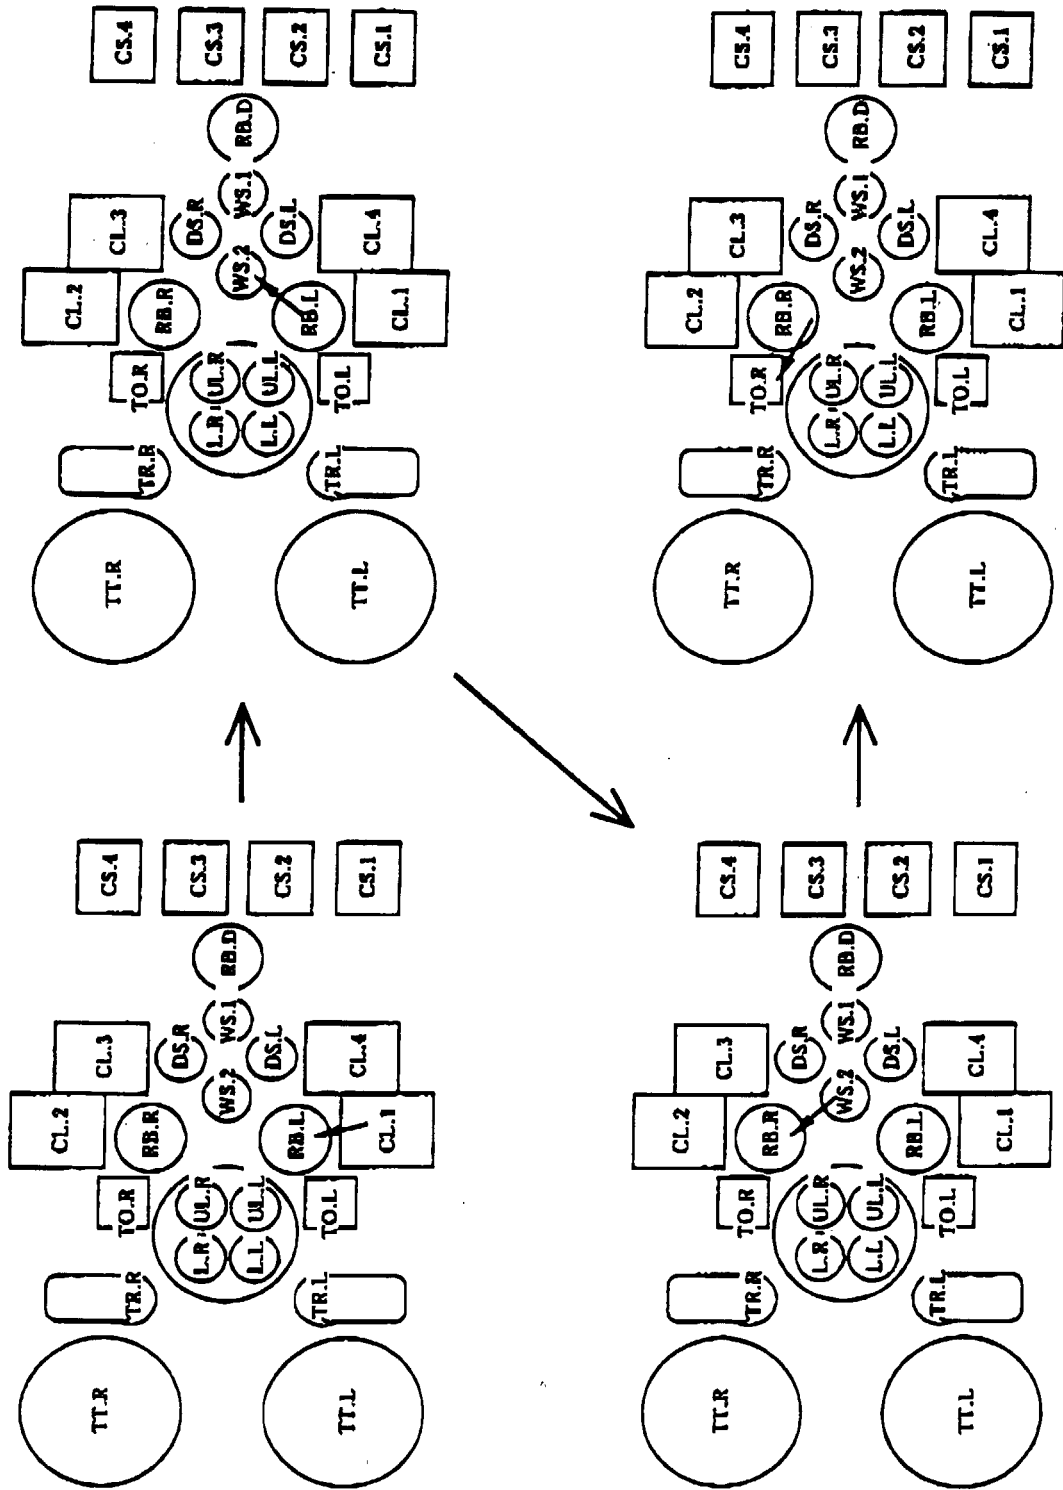 CL.2
TT.R CL.3 CS.4
TO.R
TR.R RB.R
DS.R CS.3
L.R UL.R
WS.2 WS.1 RB.D
L.L UL.L
DS.L CS.2
RB.L
TR.L TO.L
TT.L CL.4 CS.1
CL.1
CL.2
TT.R CL.3 CS.4
TO.R
TR.R RB.R
DS.R CS.3
L.R UL.R
WS.2 WS.1 RB.D
L.L UL.L
DS.L CS.2
RB.L
TR.L TO.L
TT.L CL.4 CS.1
CL.1
CL.2
TT.R CL.3 CS.4
TO.R
TR.R RB.R
DS.R CS.3
L.R UL.R
WS.2 WS.1 RB.D
L.L UL.L
DS.L CS.2
RB.L
TR.L TO.L
TT.L CL.4 CS.1
CL.1
CL.2
TT.R CL.3 CS.4
TO.R
TR.R RB.R
DS.R CS.3
L.R UL.R
WS.2 WS.1 RB.D
L.L UL.L
DS.L CS.2
RB.L
TR.L TO.L
TT.L CL.4 CS.1
CL.1